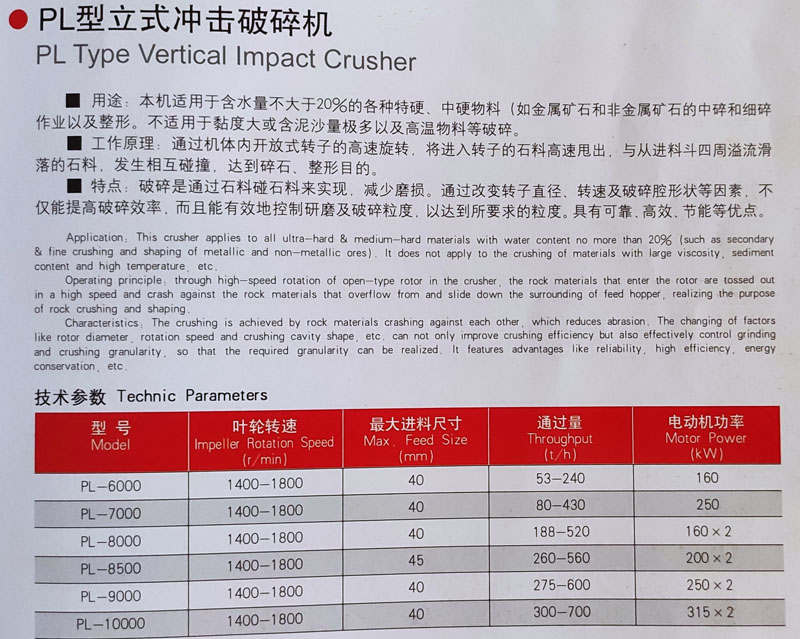 PL型立式冲击破碎机
PL Type Vertical Impact Crusher
■ 用途：本机适用于含水量不大于20%的各种特硬、中硬物料（如金属矿石和非金属矿石的中碎和细碎
作业以及整形。不适用于黏度大或含泥沙量极多以及高温物料等破碎。
■ 工作原理：通过机体内开放式转子的高速旋转，将进入转子的石料高速甩出，与从进料斗四周溢流滑
落的石料，发生相互碰撞，达到碎石、整形目的。
■ 特点：破碎是通过石料碰石料来实现，减少磨损。通过改变转子直径、转速及破碎腔形状等因素，不
仅能提高破碎效率，而且能有效地控制研磨及破碎粒度，以达到所要求的粒度。具有可靠、高效、节能等优点。
Application: This crusher applies to all ultra-hard & medium-hard materials with water content no more than 20% (such as secondary
& fine crushing and shaping of metallic and non-metallic ores). It does not apply to the crushing of materials with large viscosity, sediment
content and high temperature, etc.
Operating principle: through high-speed rotation of open-type rotor in the crusher, the rock materials that enter the rotor are tossed out
in a high speed and crash against the rock materials that overflow from and slide down the surrounding of feed hopper, realizing the purpose
of rock crushing and shaping.
Characteristics: The crushing is achieved by rock materials crashing against each other, which reduces abrasion. The changing of factors
like rotor diameter, rotation speed and crushing cavity shape, etc. can not only improve crushing efficiency but also effectively control grinding
and crushing granularity, so that the required granularity can be realized. It features advantages like reliability, high efficiency, energy
conservation, etc.
技术参数 Technic Parameters
型号 叶轮转速 最大进料尺寸 通过量 电动机功率
Model Impeller Rotation Speed Max. Feed Size Throughput Motor Power
(r/min) (mm) (t/h) (kW)
PL-6000 1400-1800 40 53-240 160
PL-7000 1400-1800 40 80-430 250
PL-8000 1400-1800 40 188-520 160×2
PL-8500 1400-1800 45 260-560 200×2
PL-9000 1400-1800 40 275-600 250×2
PL-10000 1400-1800 40 300-700 315×2